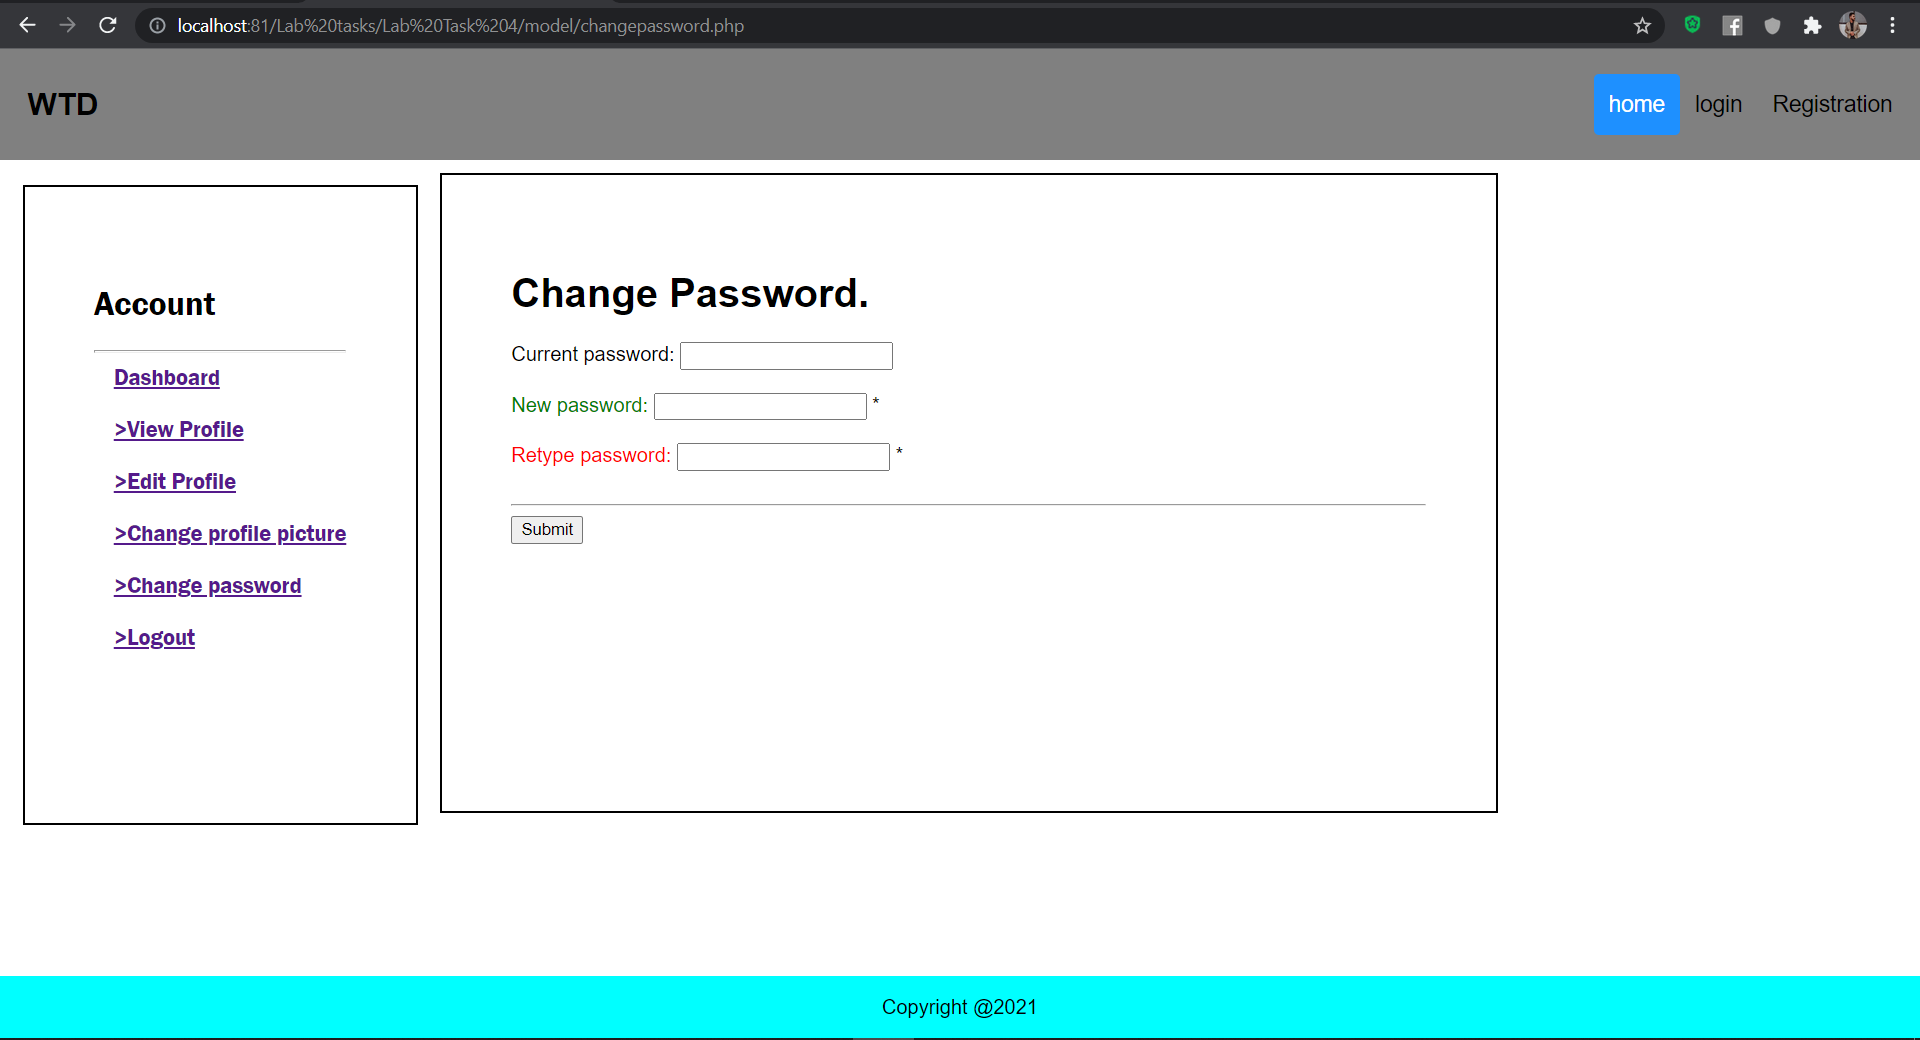 localhost:81/Lab%20tasks/Lab%20Task%204/model/changepassword.php
WTD
home login Registration
Account
Dashboard
>View Profile
>Edit Profile
>Change profile picture
>Change password
>Logout
Change Password.
Current password:
New password: *
Retype password: *
Submit
Copyright @2021